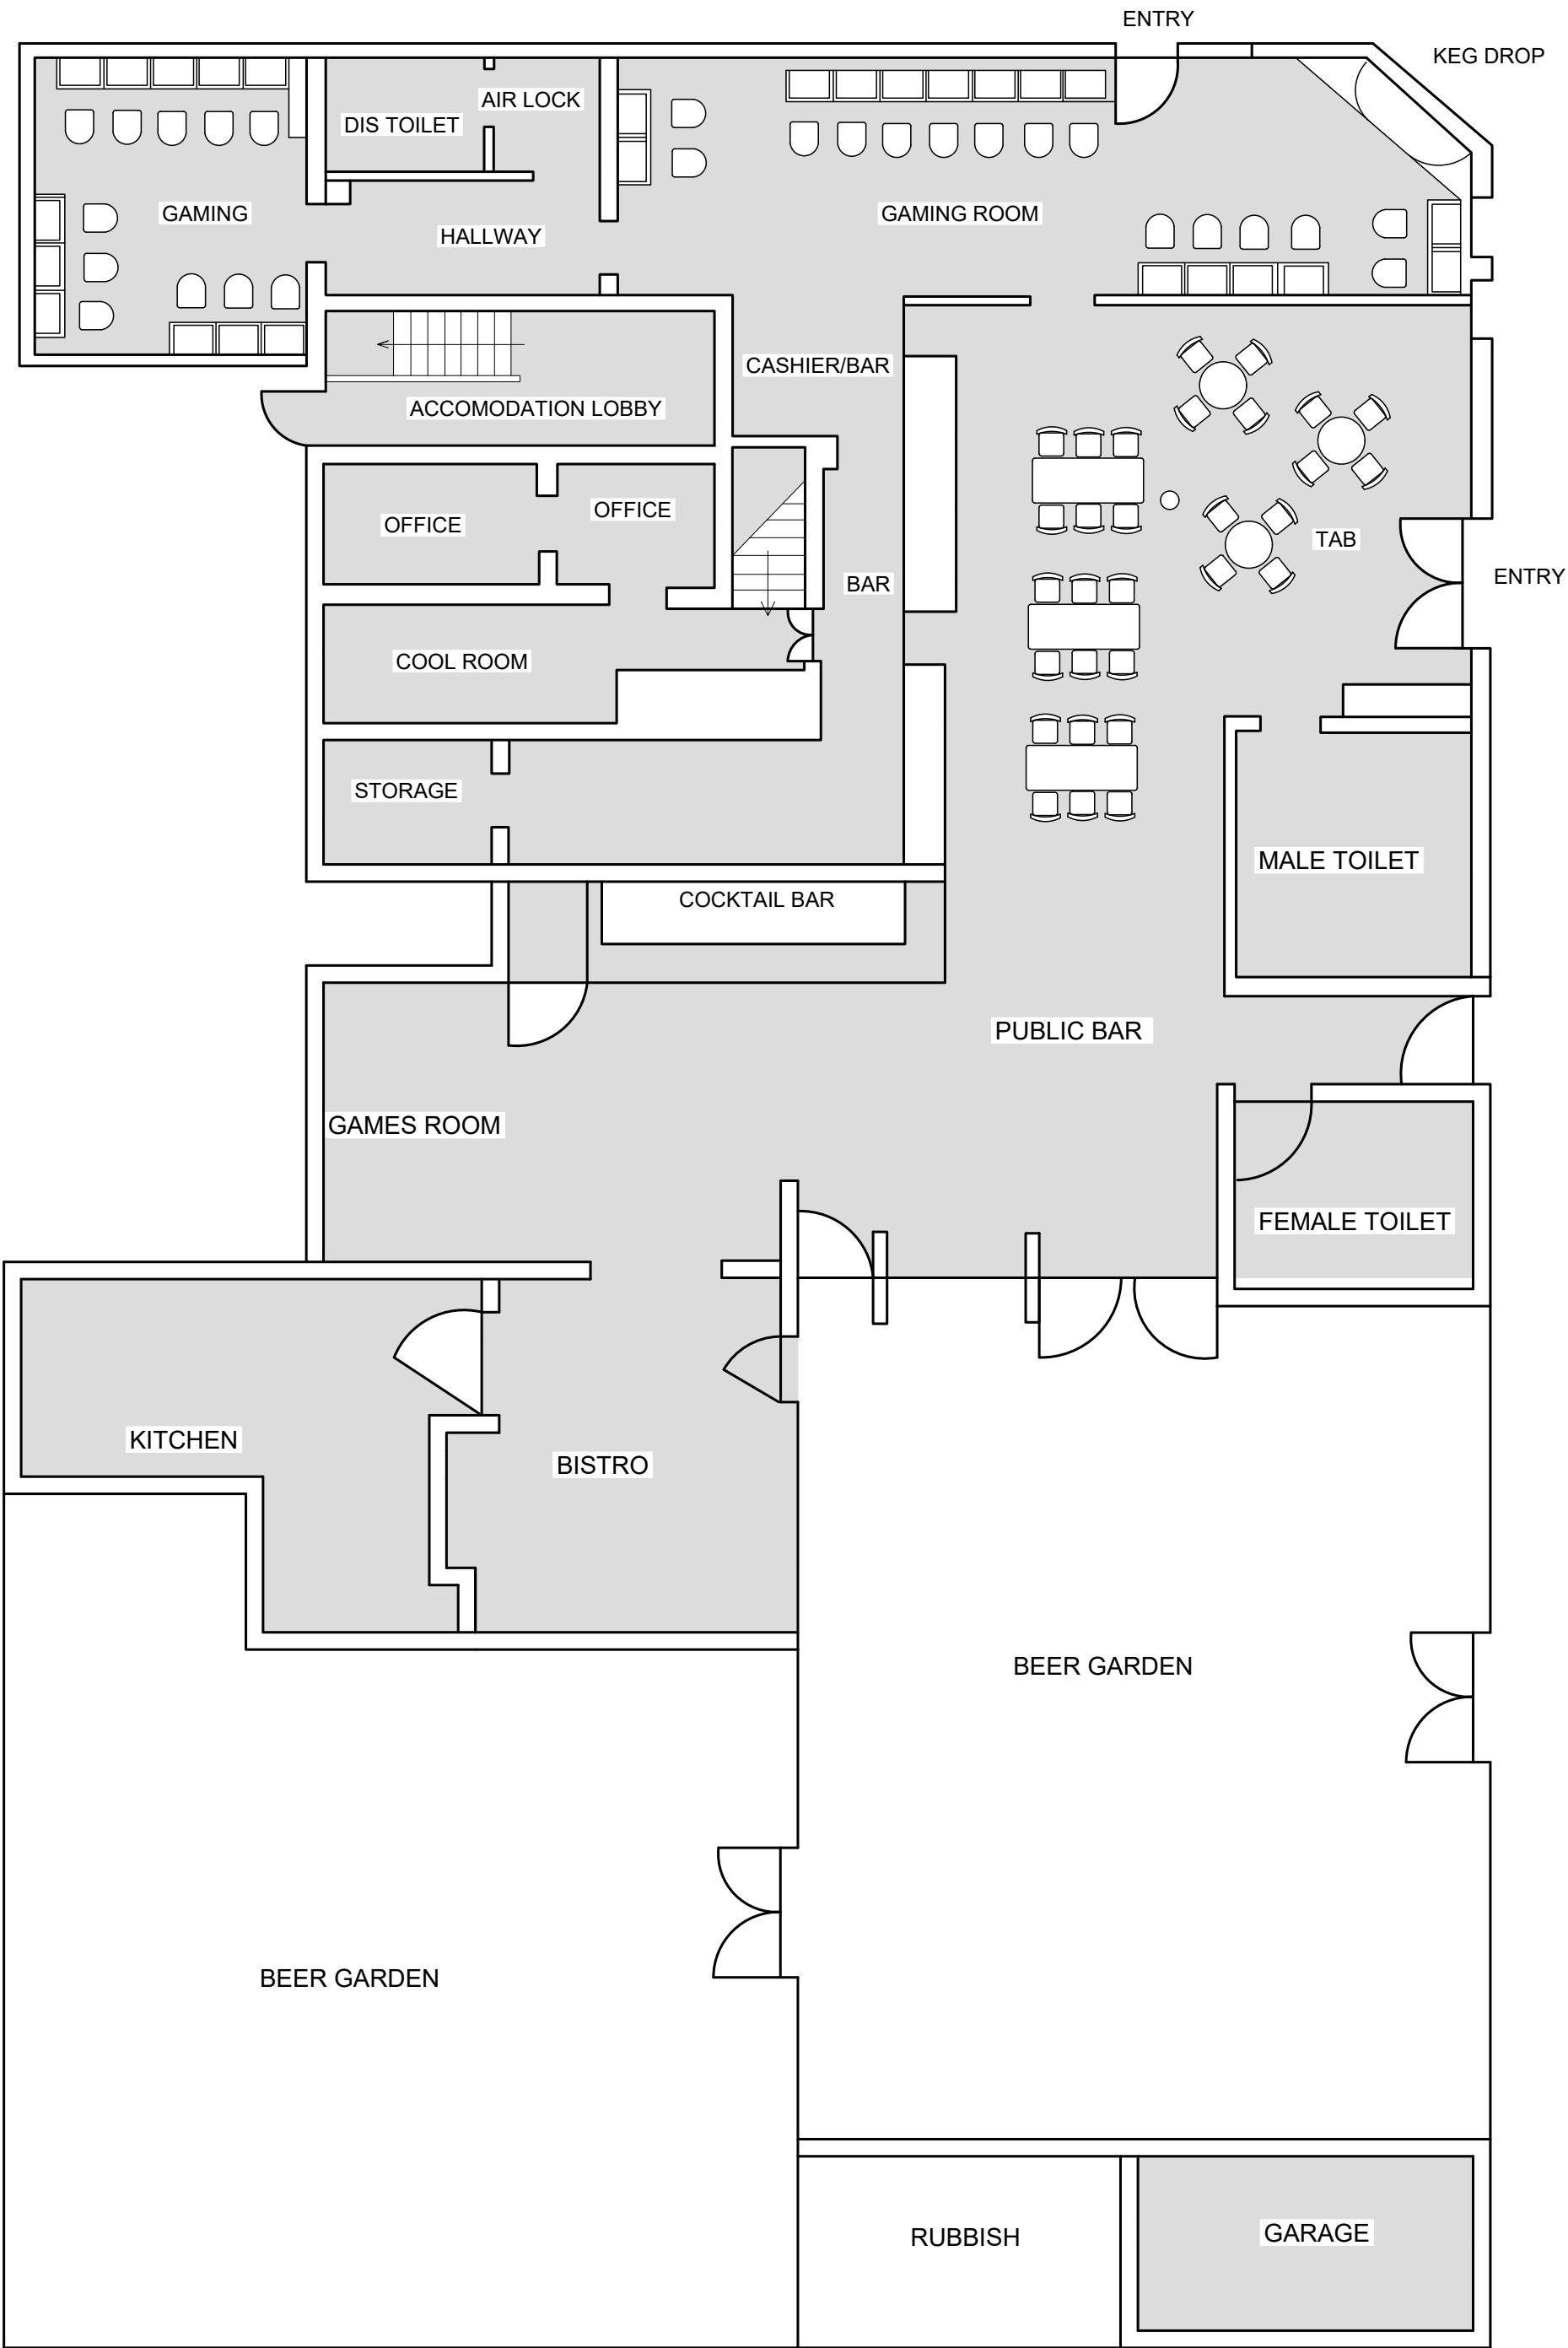 ENTRY
KEG DROP
AIR LOCK
DIS TOILET
GAMING
GAMING ROOM
HALLWAY
CASHIER/BAR
ACCOMODATION LOBBY
OFFICE
OFFICE
TAB
ENTRY
BAR
COOL ROOM
STORAGE
MALE TOILET
COCKTAIL BAR
PUBLIC BAR
GAMES ROOM
FEMALE TOILET
KITCHEN
BISTRO
BEER GARDEN
BEER GARDEN
RUBBISH
GARAGE